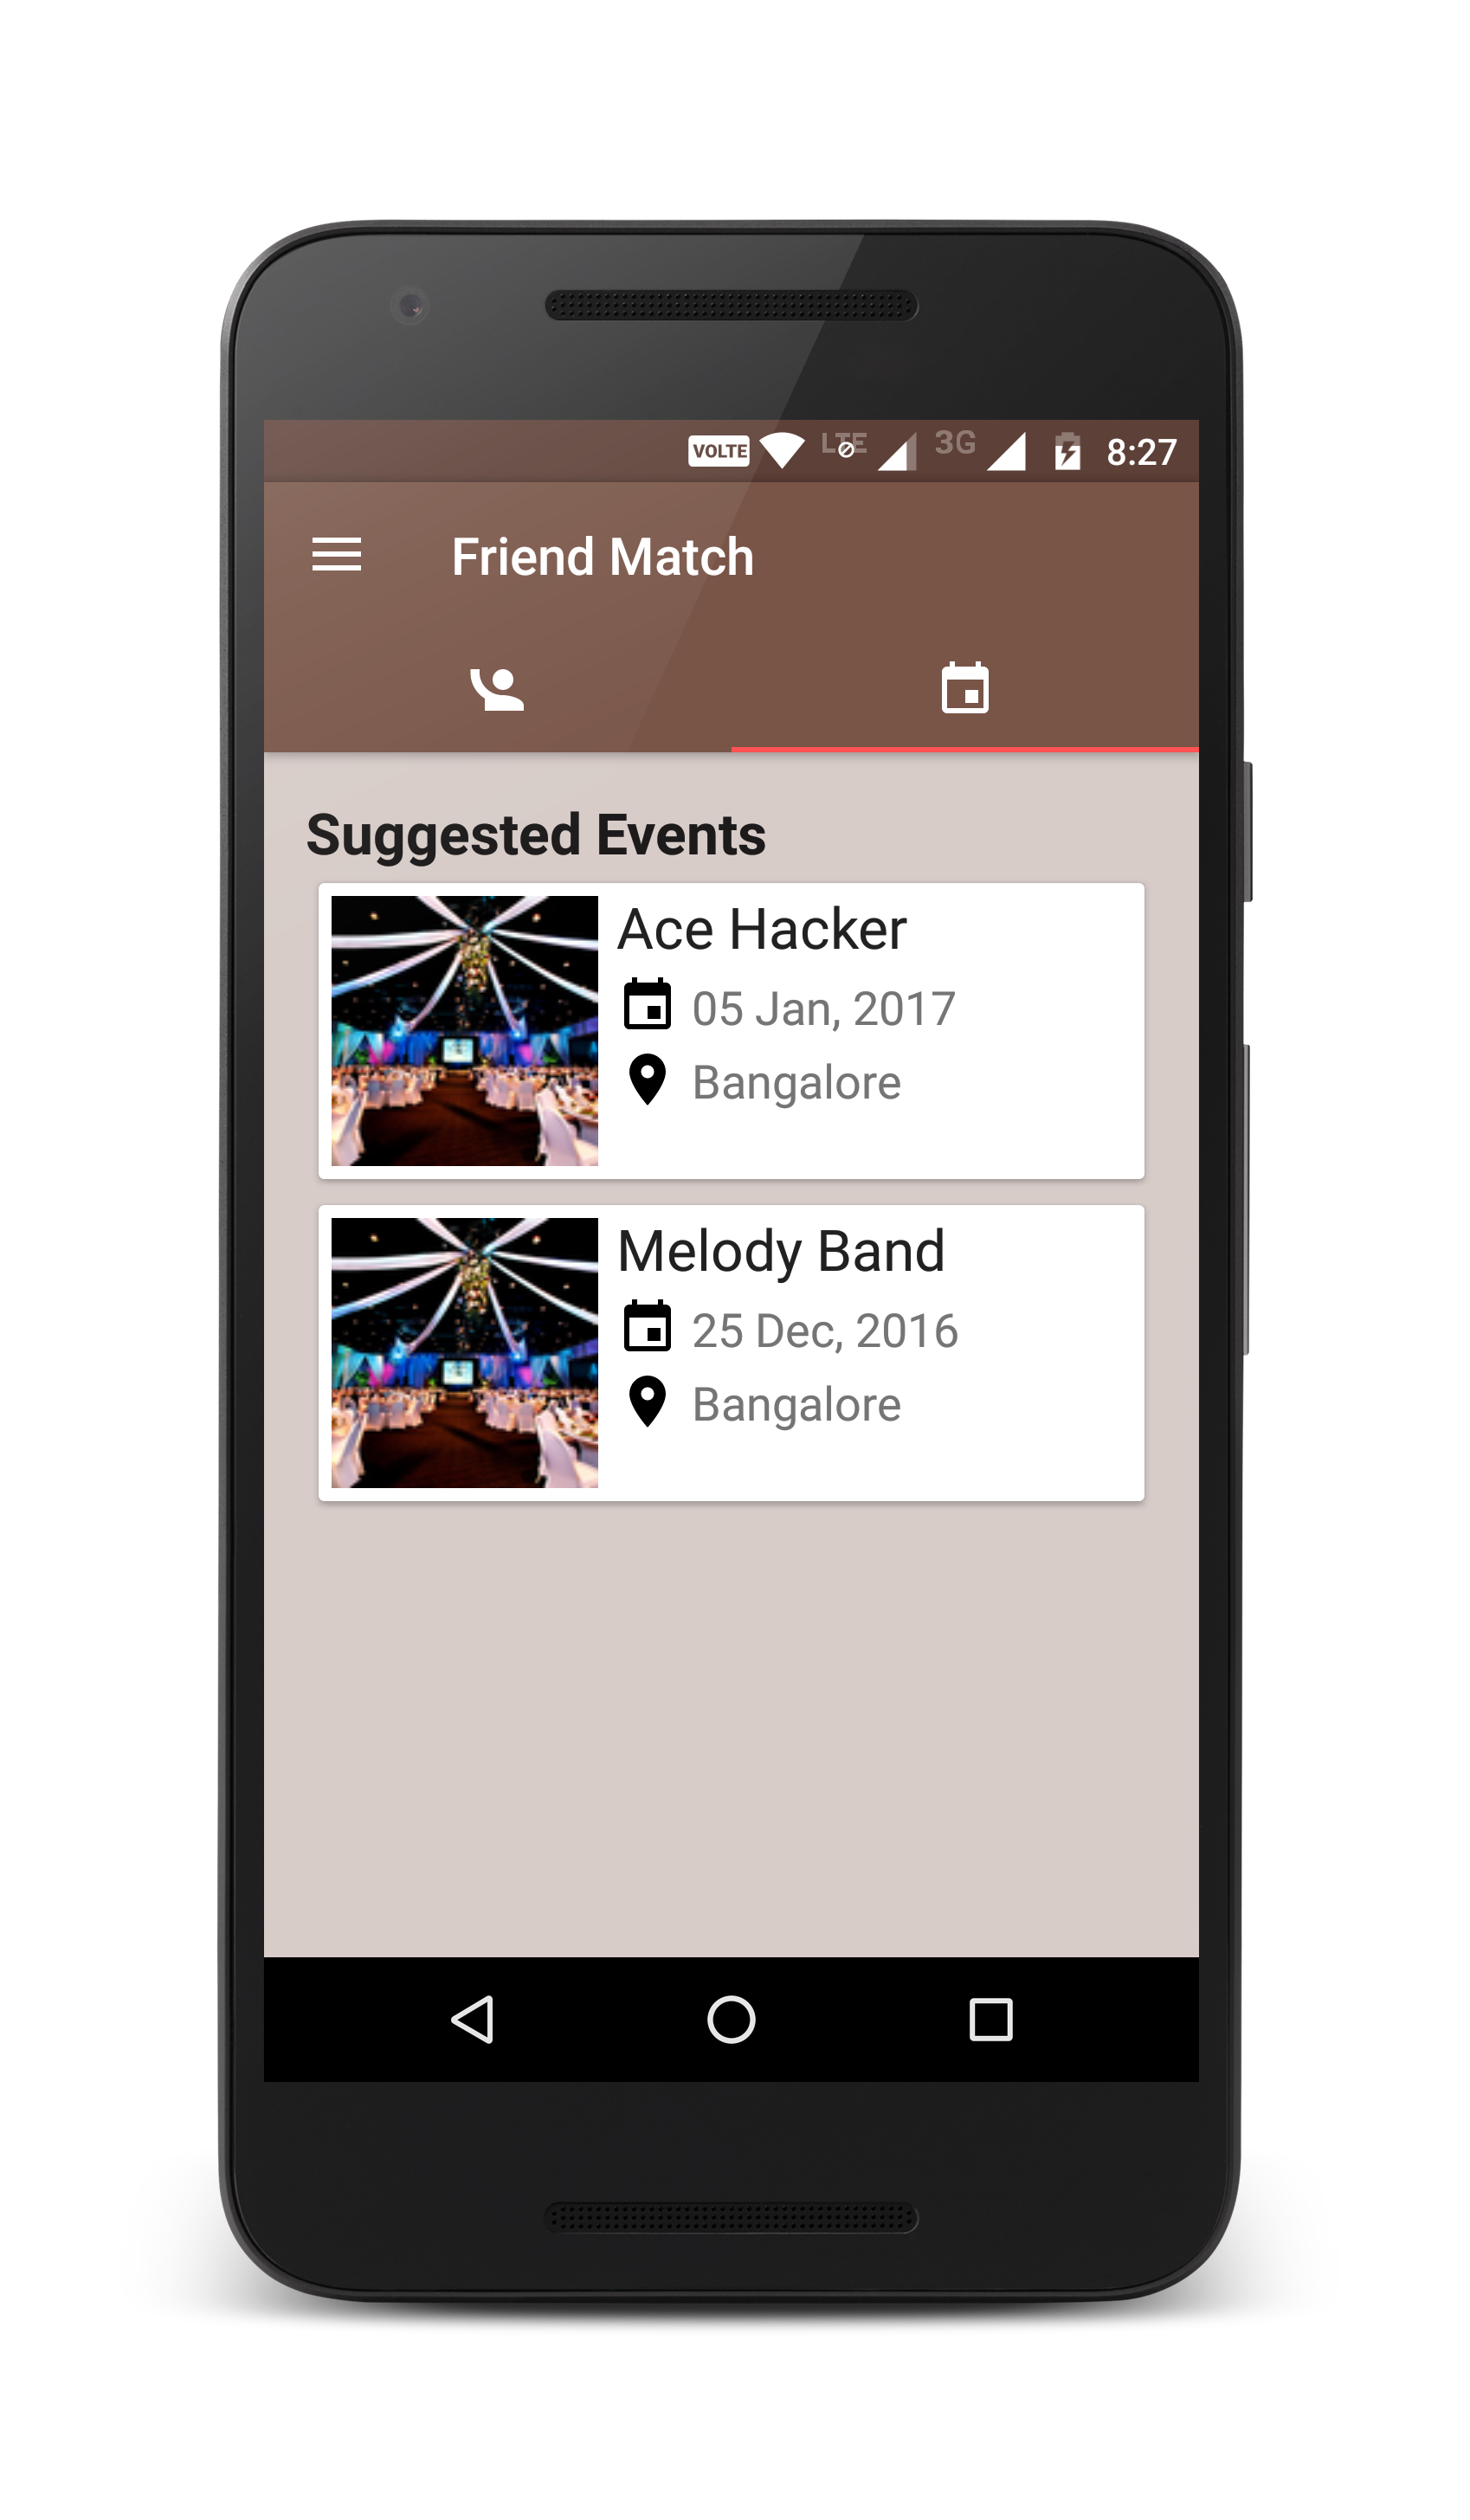 VOLTE LTE 3G 8:27
Friend Match
Suggested Events
Ace Hacker
05 Jan, 2017
Bangalore
Melody Band
25 Dec, 2016
Bangalore